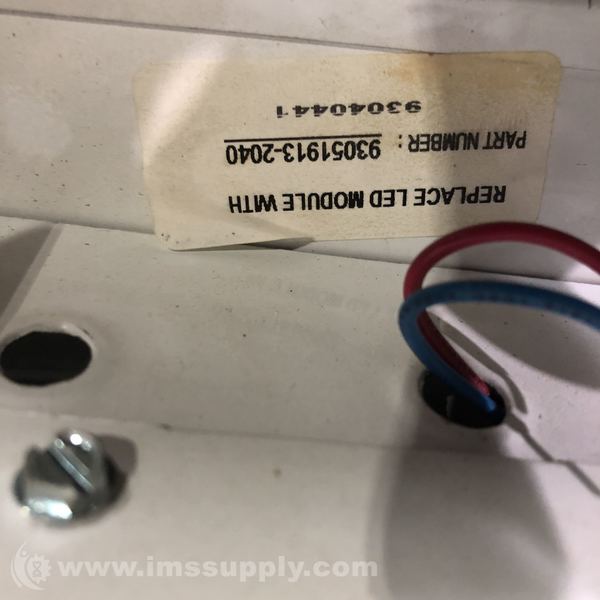 REPLACE LED MODULE WITH
PART NUMBER: 93051913-2040
93040441
www.imssupply.com